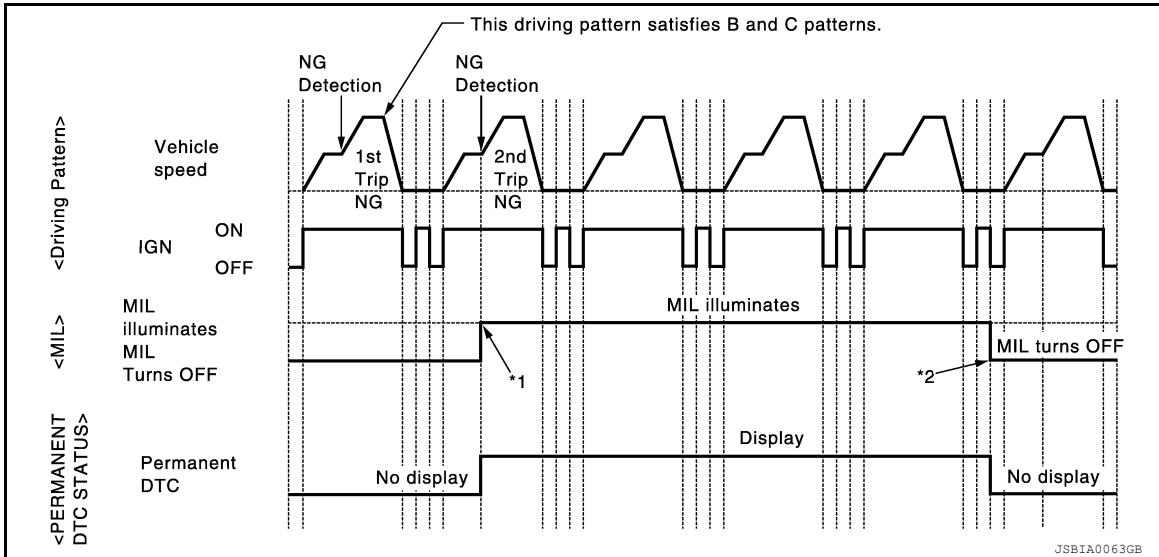 This driving pattern satisfies B and C patterns.
NG
Detection
NG
Detection
<Driving Pattern>
Vehicle
speed
1st
Trip
NG
2nd
Trip
NG
IGN
ON
OFF
<MIL>
MIL
illuminates
MIL
Turns OFF
MIL illuminates
*1
*2
MIL turns OFF
<PERMANENT
DTC STATUS>
Permanent
DTC
No display
Display
No display
JSBIA0063GB